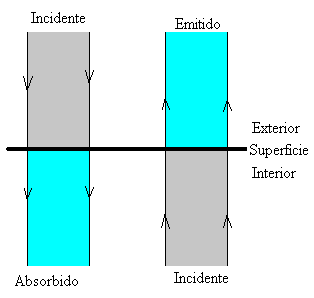 Incidente
Emitido
Exterior
Superficie
Interior
Absorbido
Incidente